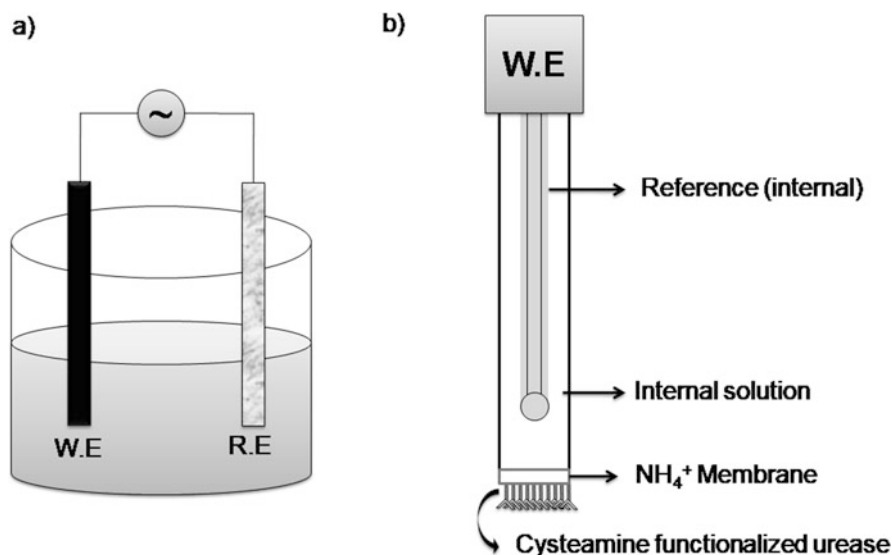 a)
~
W.E
R.E
b)
W.E
Reference (internal)
Internal solution
NH₄⁺ Membrane
Cysteamine functionalized urease